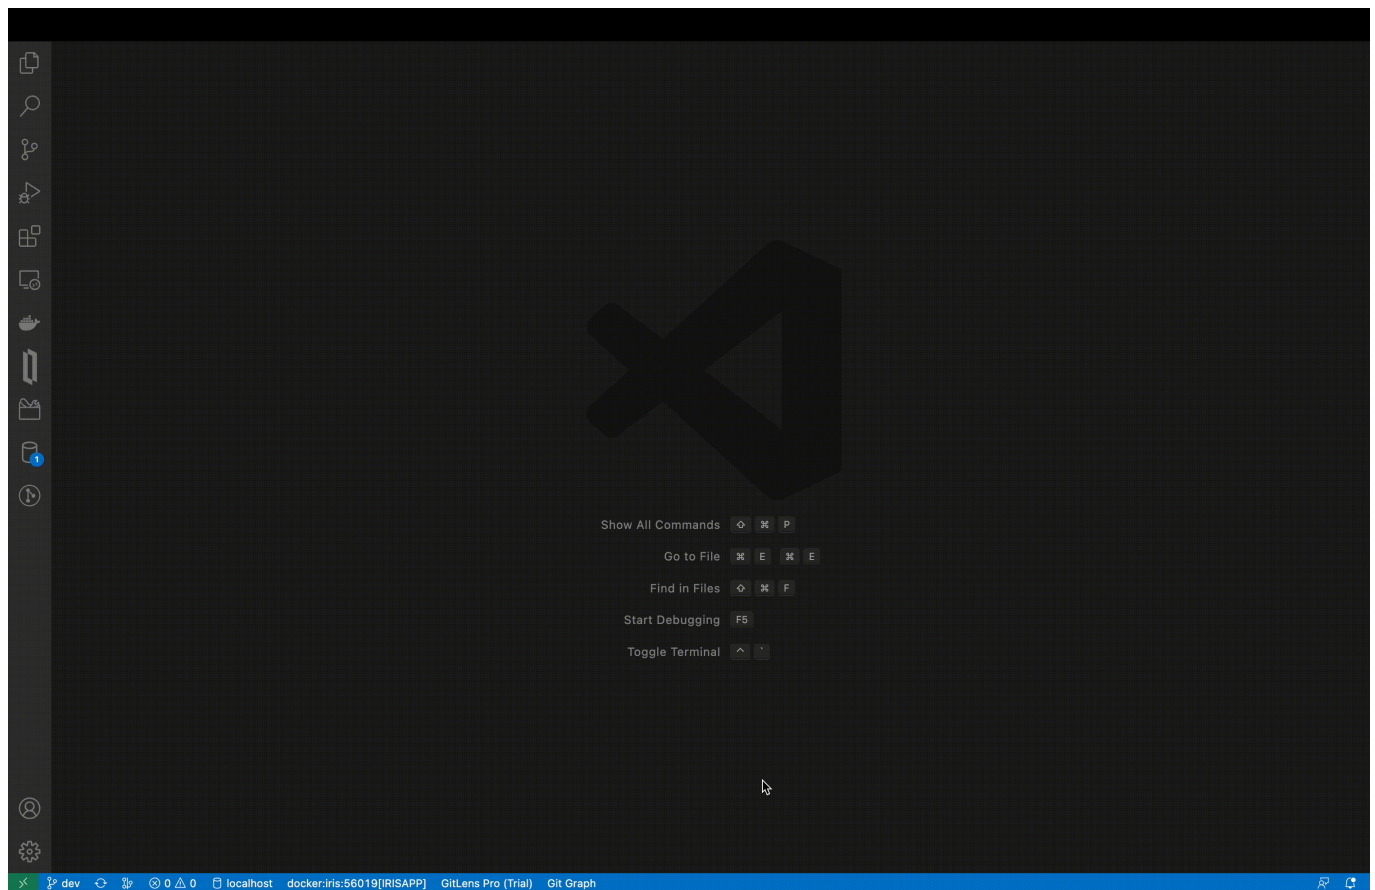 1
Show All Commands ⇧ ⌘ P
Go to File ⌘ E ⌘ E
Find in Files ⇧ ⌘ F
Start Debugging F5
Toggle Terminal ^ `
dev 0 0 localhost docker:iris:56019[IRISAPP] GitLens Pro (Trial) Git Graph